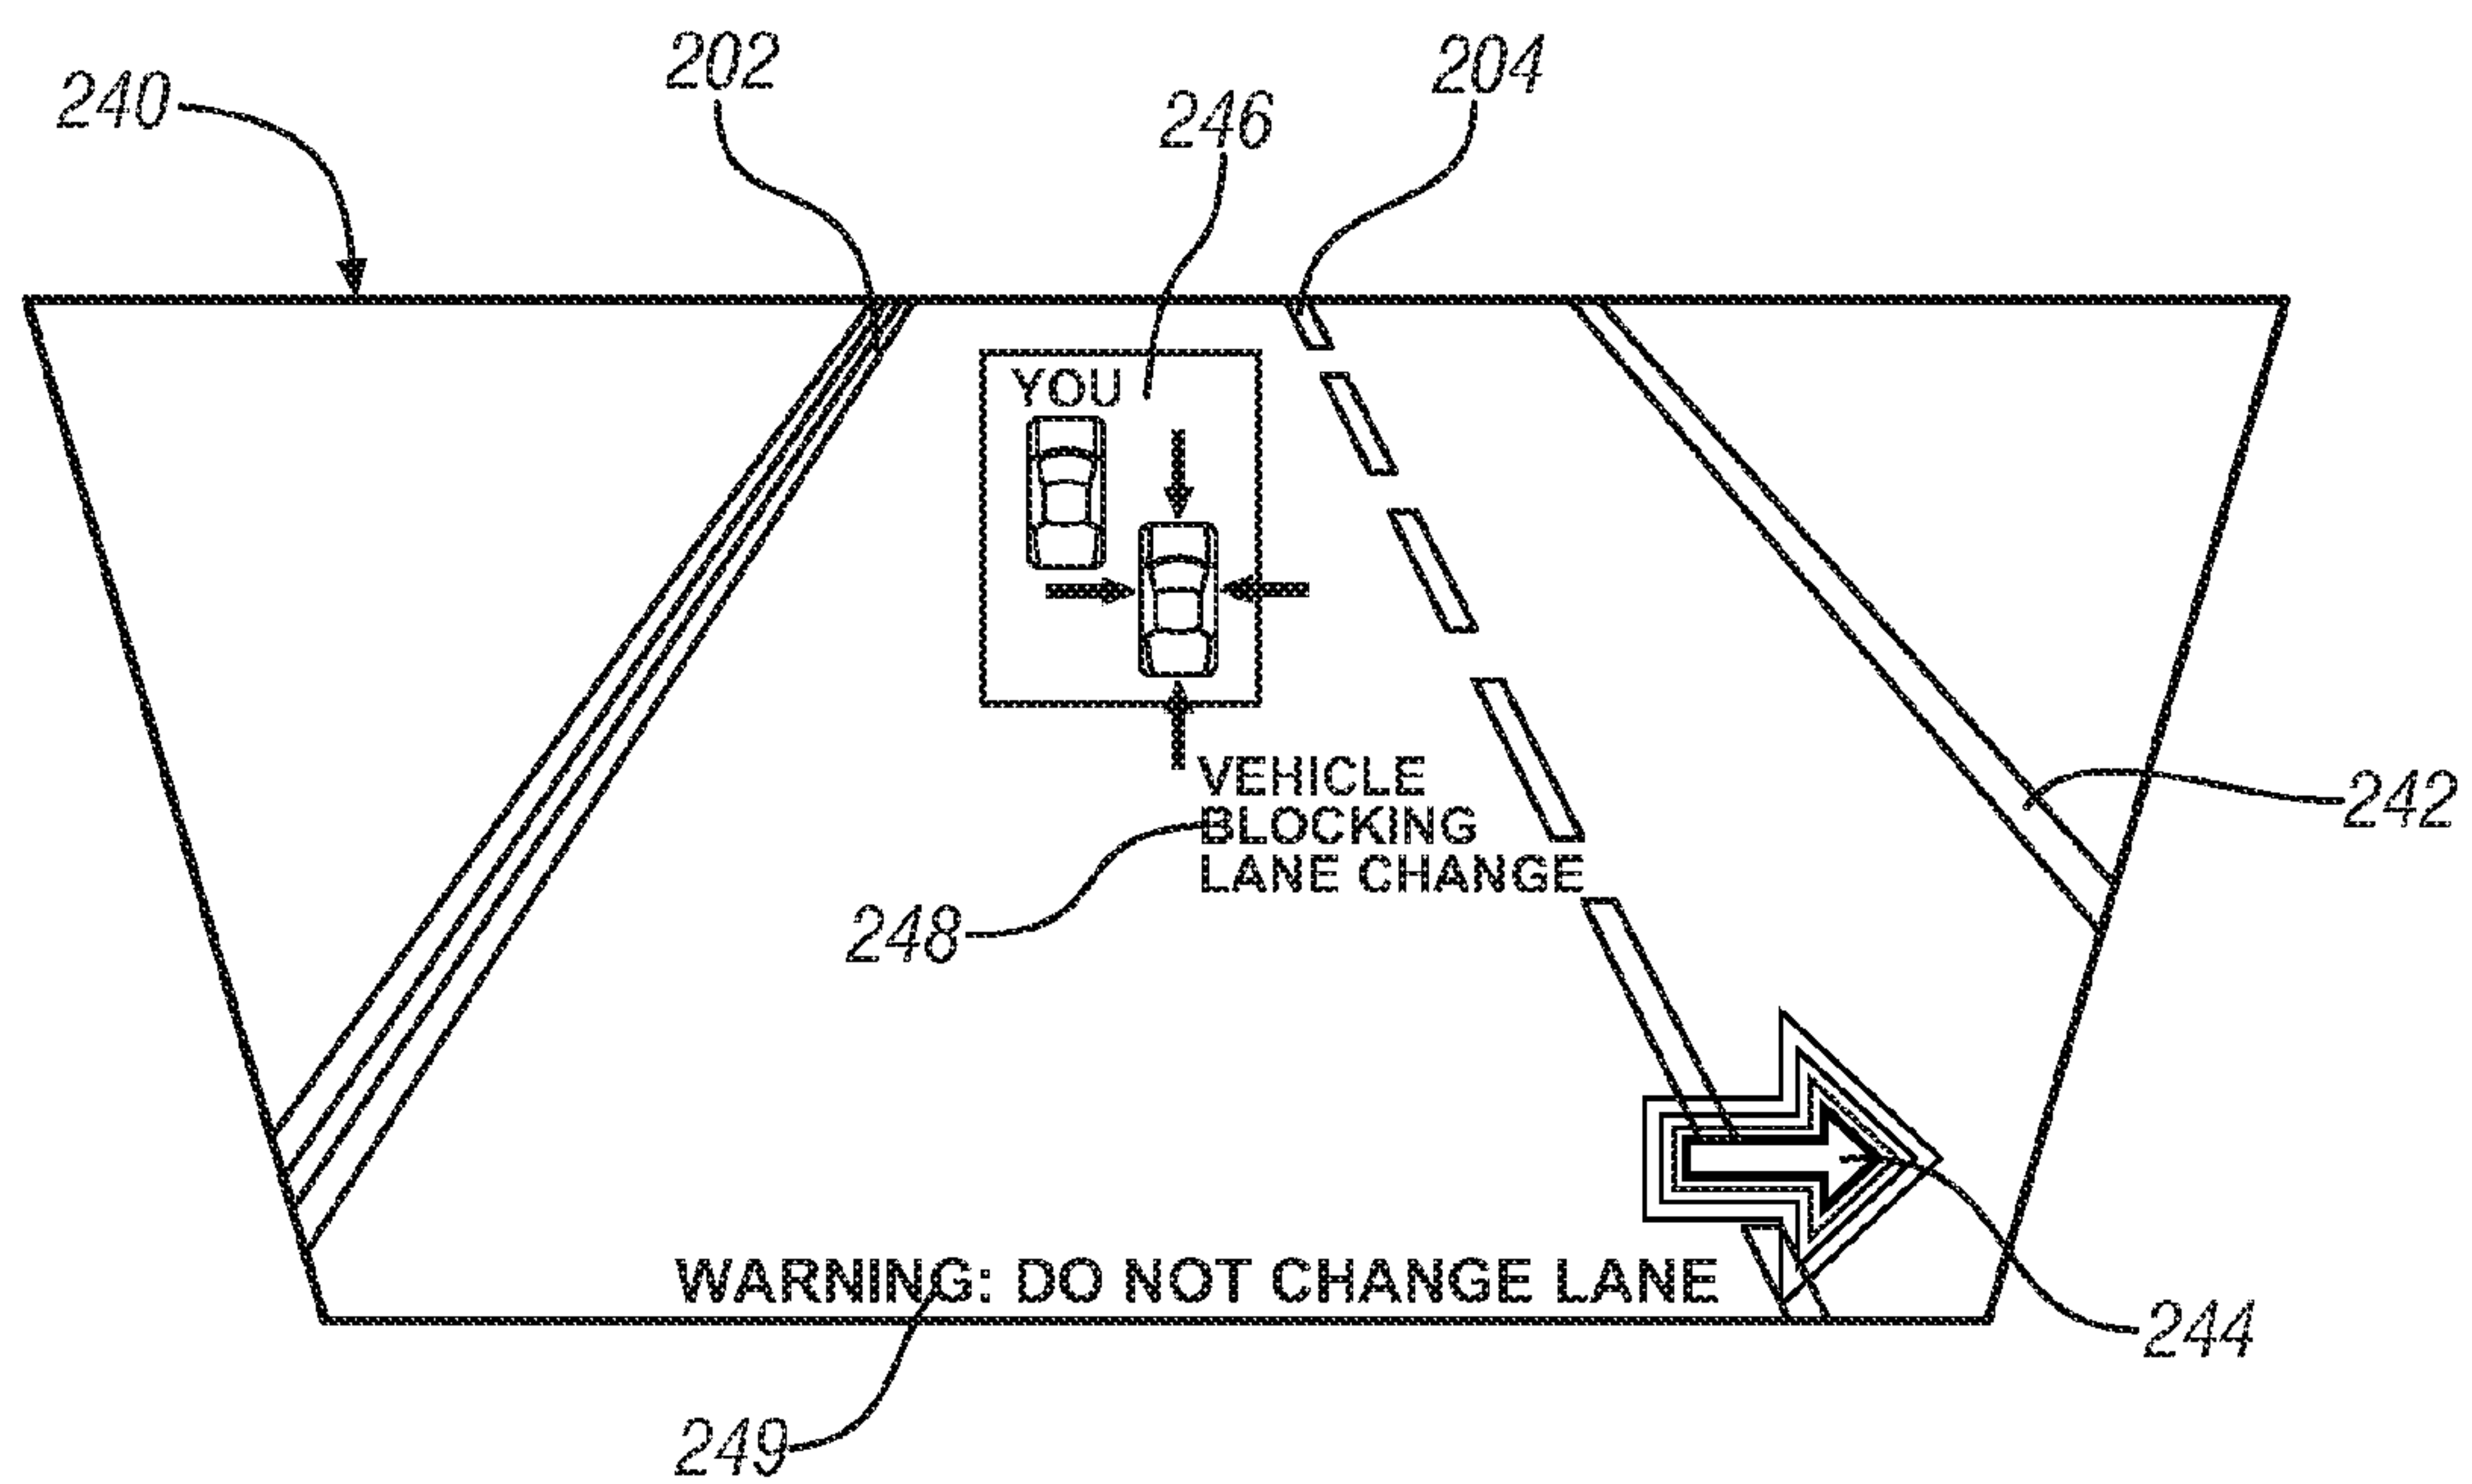 202
204
240
246
YOU
242
VEHICLE
BLOCKING
LANE CHANGE
248
WARNING: DO NOT CHANGE LANE
244
249